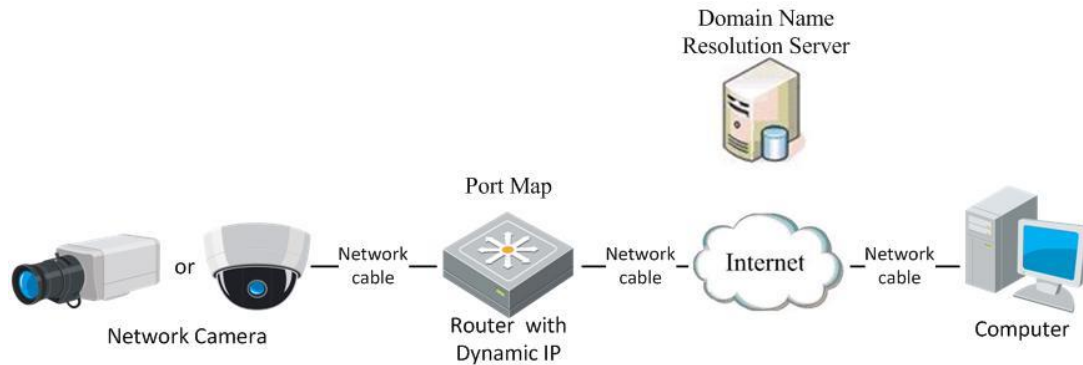 Domain Name
Resolution Server
Port Map
or
Network
cable
Network
cable
Internet
Network
cable
Network Camera
Router with
Dynamic IP
Computer